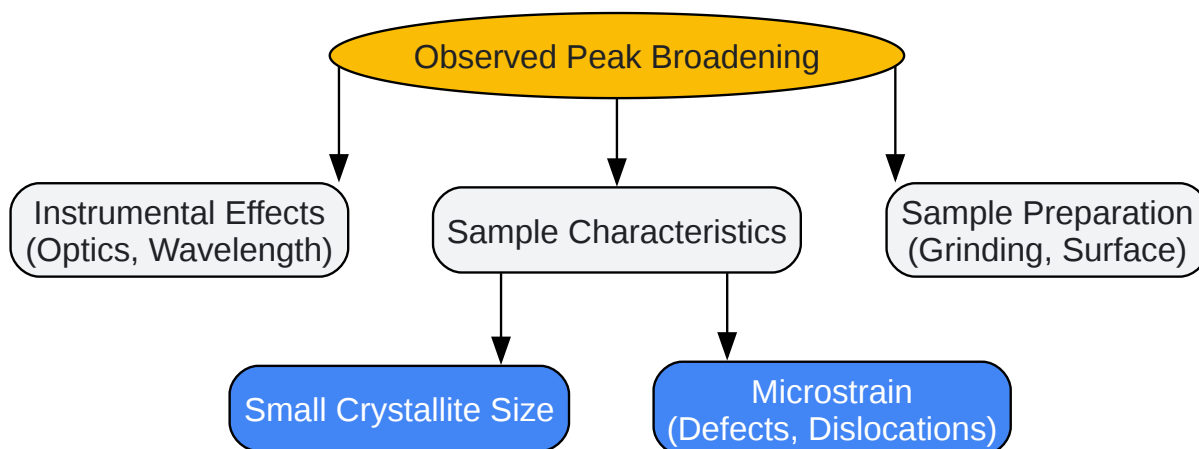 Observed Peak Broadening
Instrumental Effects
(Optics, Wavelength)
Sample Characteristics
Sample Preparation
(Grinding, Surface)
Small Crystallite Size
Microstrain
(Defects, Dislocations)